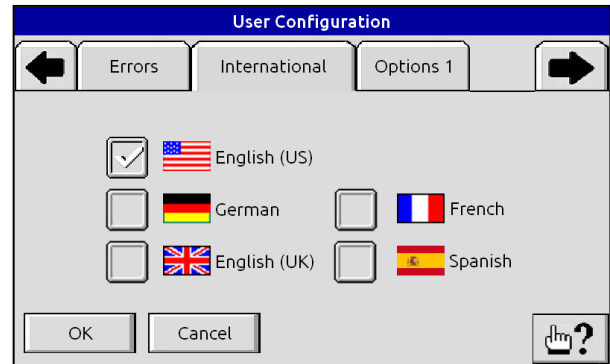 User Configuration
Errors International Options 1
English (US)
German French
English (UK) Spanish
OK Cancel ?